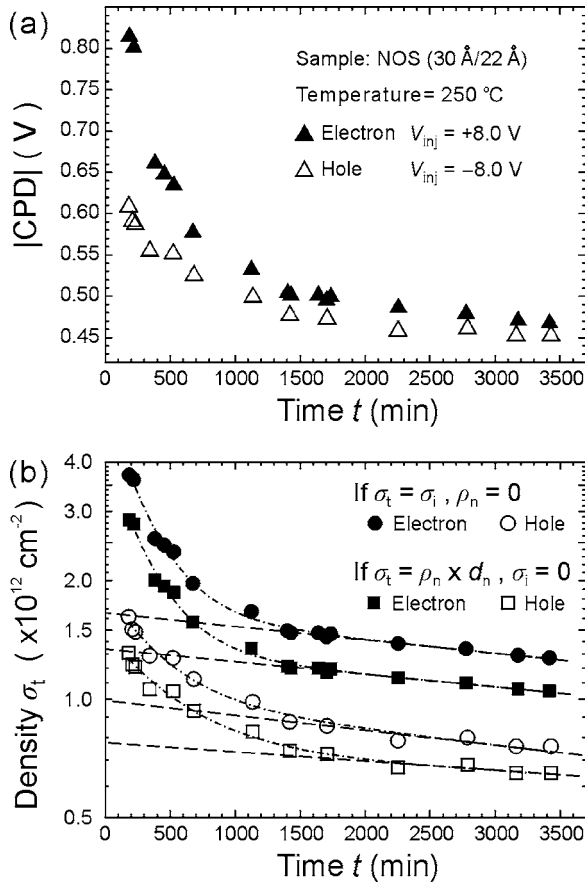 (a)
0.80
0.75
0.70
0.65
0.60
0.55
0.50
0.45
|CPD| ( V )
Sample: NOS (30 Å/22 Å)
Temperature= 250 °C
Electron V_inj = +8.0 V
Hole V_inj = −8.0 V
0 500 1000 1500 2000 2500 3000 3500
Time t (min)
(b)
4.0
3.0
2.0
1.5
1.0
0.5
Density σ_t ( x10^12 cm^-2)
If σ_t = σ_i , ρ_n = 0
Electron Hole
If σ_t = ρ_n x d_n , σ_i = 0
Electron Hole
0 500 1000 1500 2000 2500 3000 3500
Time t (min)